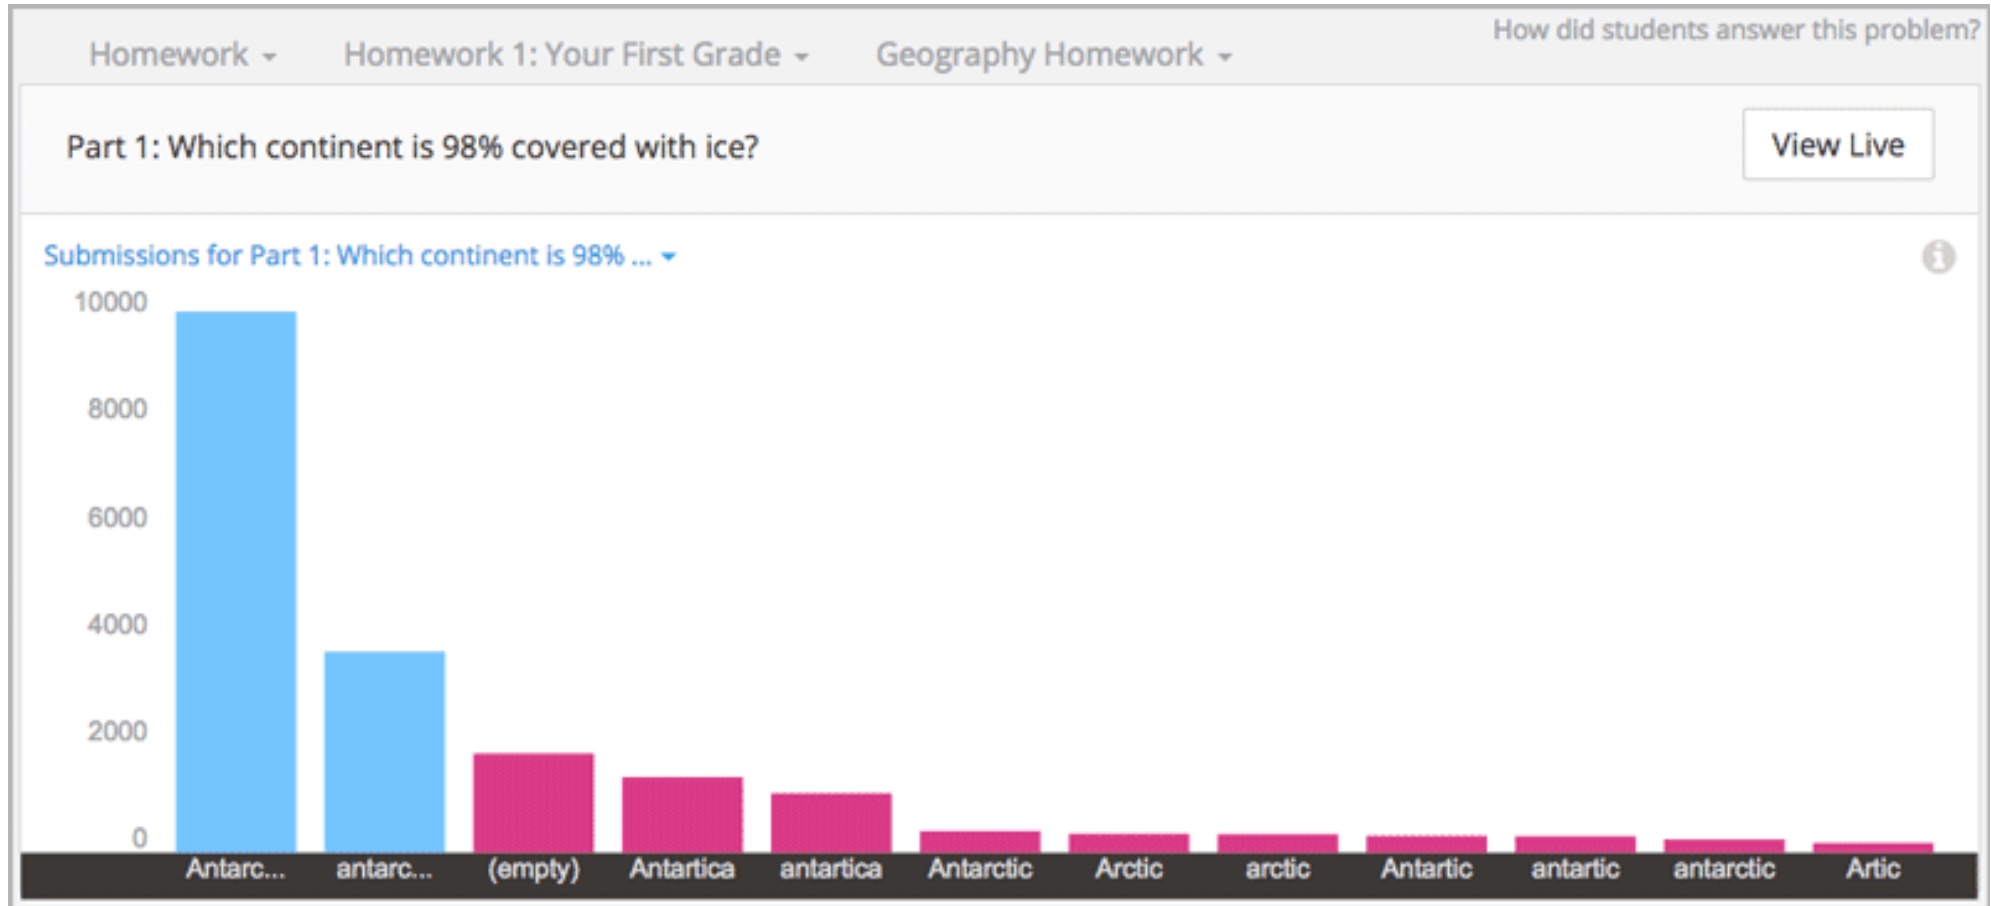 How did students answer this problem?
Homework Homework 1: Your First Grade Geography Homework
Part 1: Which continent is 98% covered with ice?
View Live
Submissions for Part 1: Which continent is 98% ...
10000
8000
6000
4000
2000
0
Antarc... antarc... (empty) Antartica antartica Antarctic Arctic arctic Antartic antartic antarctic Artic